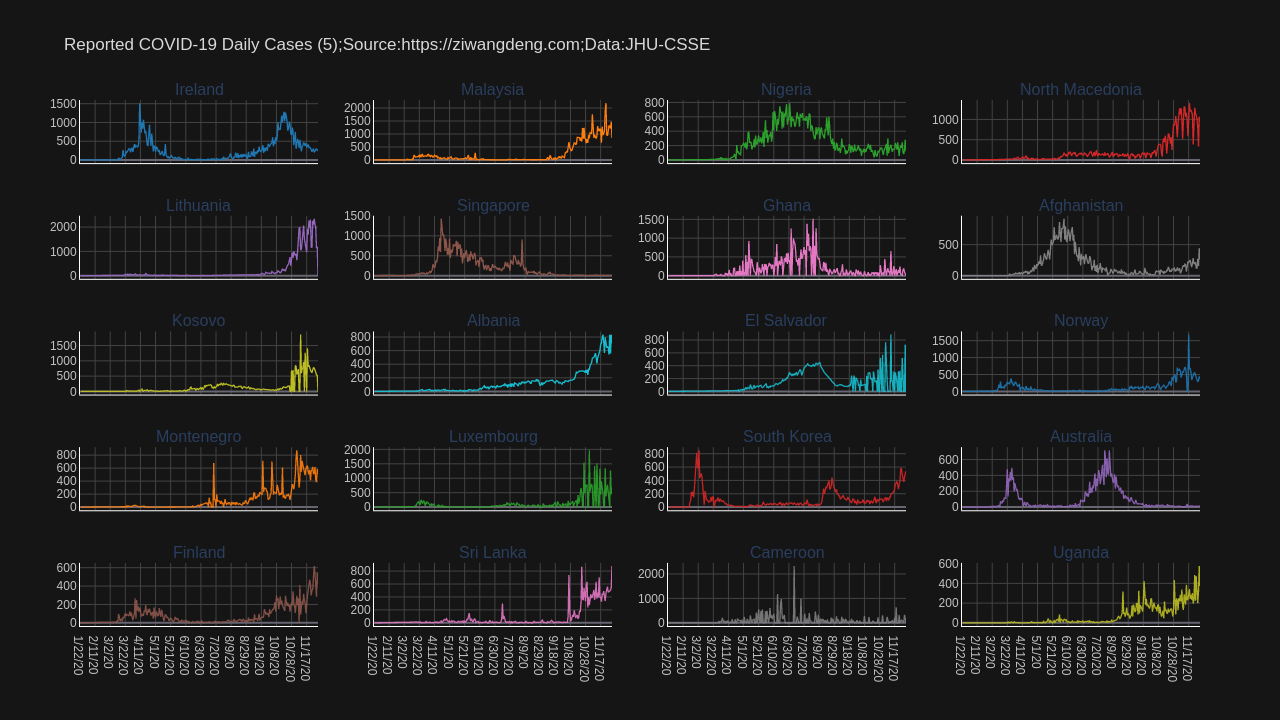 Reported COVID-19 Daily Cases (5);Source:https://ziwangdeng.com;Data:JHU-CSSE
Ireland Malaysia Nigeria North Macedonia
1500 2000 800 1000
1000 1500 600 500
500 1000 400 0
0 500 200
0 0
Lithuania Singapore Ghana Afghanistan
2000 1500 1500 500
1000 1000 1000 0
0 500 500
0 0
Kosovo Albania El Salvador Norway
1500 800 800 1500
1000 600 600 1000
500 400 400 500
0 200 200 0
0 0
Montenegro Luxembourg South Korea Australia
800 2000 800 600
600 1500 600 400
400 1000 400 200
200 500 200 0
0 0 0
Finland Sri Lanka Cameroon Uganda
600 800 2000 600
400 600 1000 400
200 400 0 200
0 200 0
0
1/22/20 2/11/20 3/2/20 3/22/20 4/11/20 5/1/20 5/21/20 6/10/20 6/30/20 7/20/20 8/9/20 8/29/20 9/18/20 10/8/20 10/28/20 11/17/20
1/22/20 2/11/20 3/2/20 3/22/20 4/11/20 5/1/20 5/21/20 6/10/20 6/30/20 7/20/20 8/9/20 8/29/20 9/18/20 10/8/20 10/28/20 11/17/20
1/22/20 2/11/20 3/2/20 3/22/20 4/11/20 5/1/20 5/21/20 6/10/20 6/30/20 7/20/20 8/9/20 8/29/20 9/18/20 10/8/20 10/28/20 11/17/20
1/22/20 2/11/20 3/2/20 3/22/20 4/11/20 5/1/20 5/21/20 6/10/20 6/30/20 7/20/20 8/9/20 8/29/20 9/18/20 10/8/20 10/28/20 11/17/20